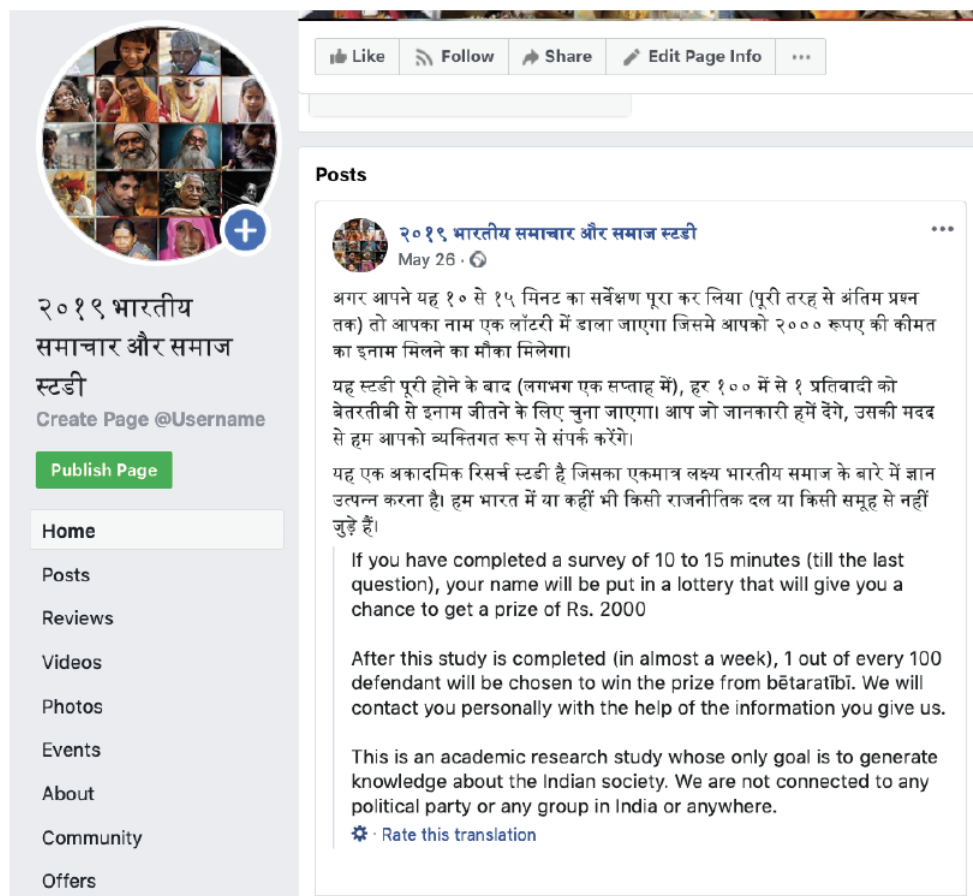 Like
Follow
Share
Edit Page Info
Posts
२०१९ भारतीय समाचार और समाज स्टडी
May 26
अगर आपने यह १० से १५ मिनट का सर्वेक्षण पूरा कर लिया (पूरी तरह से अंतिम प्रश्न
तक) तो आपका नाम एक लॉटरी में डाला जाएगा जिसमे आपको २००० रूपए की कीमत
का इनाम मिलने का मौका मिलेगा।
यह स्टडी पूरी होने के बाद (लगभग एक सप्ताह में), हर १०० में से १ प्रतिवादी को
बेतरतीबी से इनाम जीतने के लिए चुना जाएगा। आप जो जानकारी हमें देंगे, उसकी मदद
से हम आपको व्यक्तिगत रूप से संपर्क करेंगे।
यह एक अकादमिक रिसर्च स्टडी है जिसका एकमात्र लक्ष्य भारतीय समाज के बारे में ज्ञान
उत्पन्न करना है। हम भारत में या कहीं भी किसी राजनीतिक दल या किसी समूह से नहीं
जुड़े हैं।
If you have completed a survey of 10 to 15 minutes (till the last
question), your name will be put in a lottery that will give you a
chance to get a prize of Rs. 2000
After this study is completed (in almost a week), 1 out of every 100
defendant will be chosen to win the prize from bētaratībī. We will
contact you personally with the help of the information you give us.
This is an academic research study whose only goal is to generate
knowledge about the Indian society. We are not connected to any
political party or any group in India or anywhere.
Rate this translation
२०१९ भारतीय
समाचार और समाज
स्टडी
Create Page @Username
Publish Page
Home
Posts
Reviews
Videos
Photos
Events
About
Community
Offers